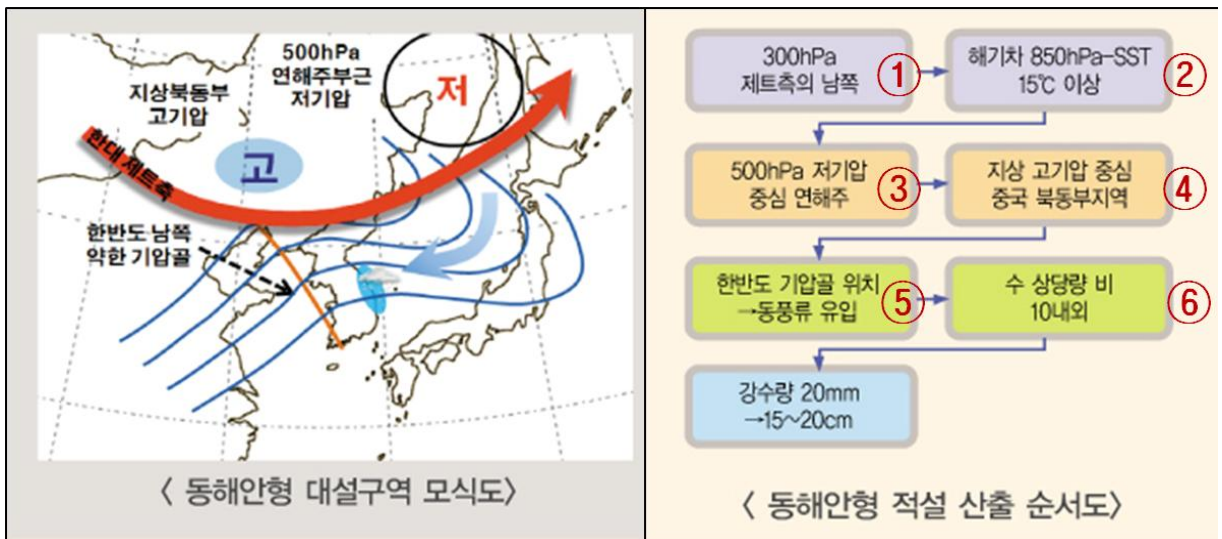 500hPa
연해주부근
저기압
지상북동부
고기압
저
고
한대 제트축
한반도 남쪽
약한 기압골
〈 동해안형 대설구역 모식도〉
300hPa
제트측의 남쪽
①
해기차 850hPa-SST
15℃ 이상
②
500hPa 저기압
중심 연해주
③
지상 고기압 중심
중국 북동부지역
④
한반도 기압골 위치
→동풍류 유입
⑤
수 상당량 비
10내외
⑥
강수량 20mm
→15~20cm
〈 동해안형 적설 산출 순서도〉